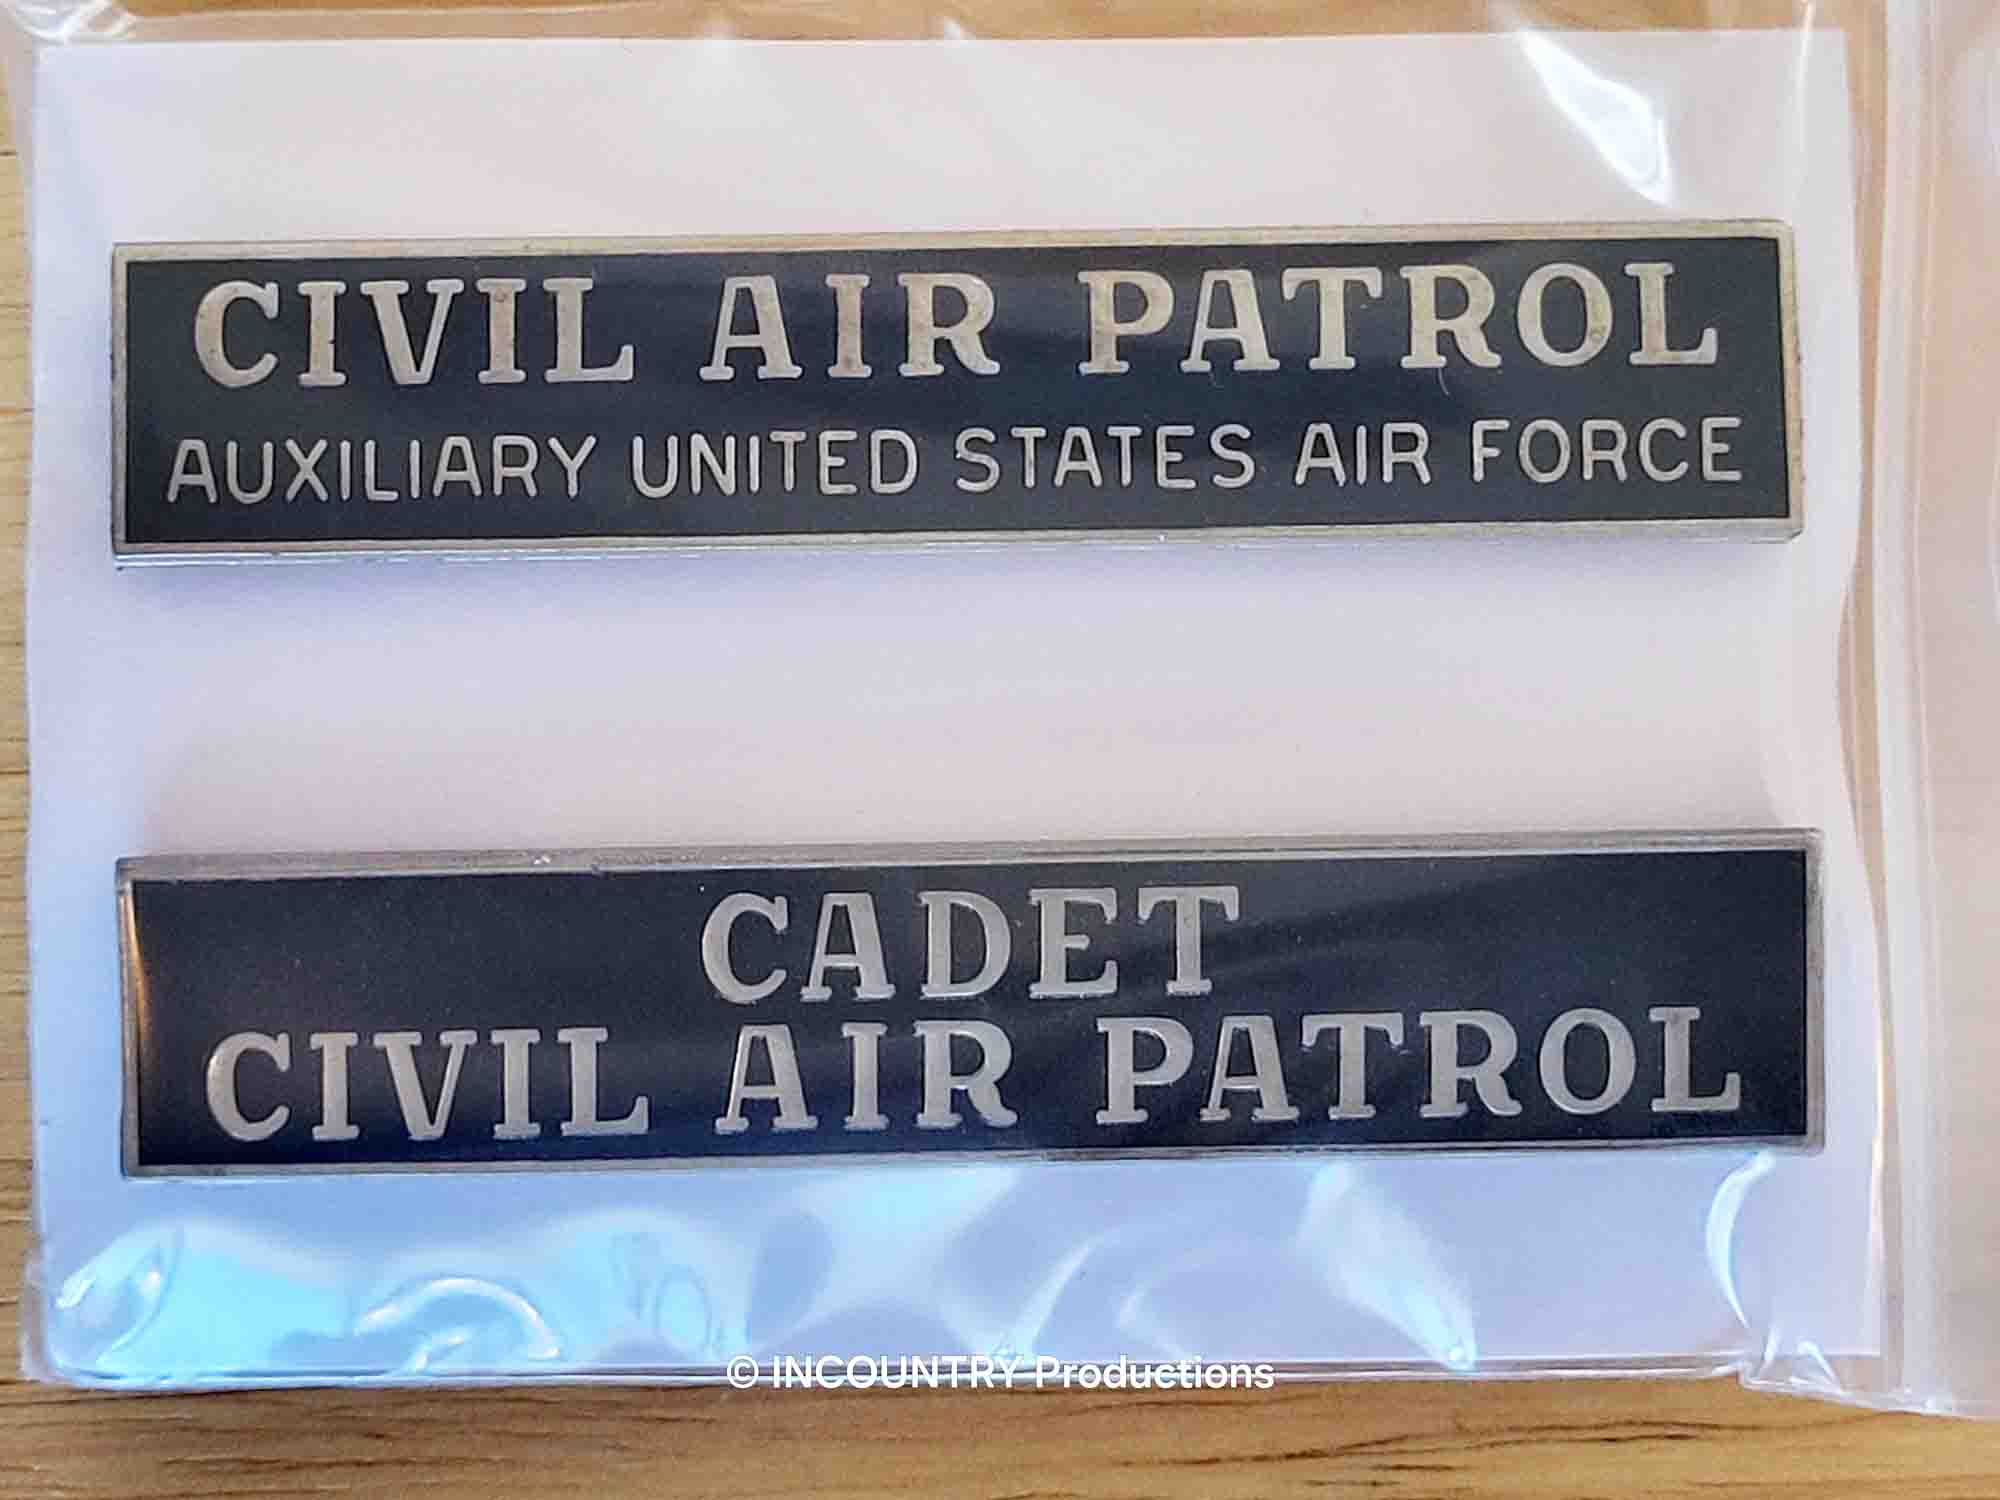 CIVIL AIR PATROL
AUXILIARY UNITED STATES AIR FORCE
CADET
CIVIL AIR PATROL
© INCOUNTRY Productions